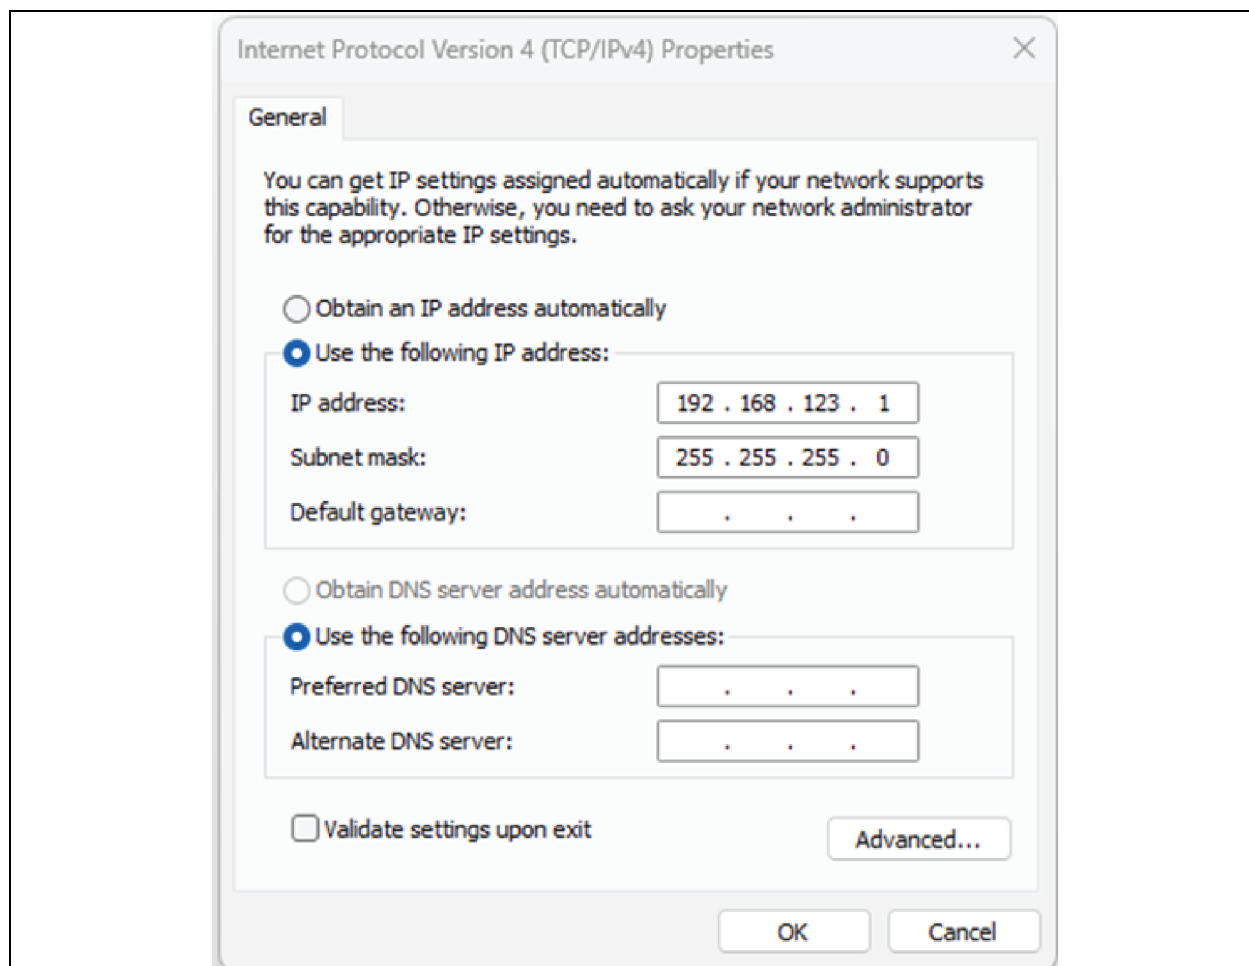 Internet Protocol Version 4 (TCP/IPv4) Properties
General
You can get IP settings assigned automatically if your network supports
this capability. Otherwise, you need to ask your network administrator
for the appropriate IP settings.
Obtain an IP address automatically
Use the following IP address:
IP address: 192 . 168 . 123 . 1
Subnet mask: 255 . 255 . 255 . 0
Default gateway: . . .
Obtain DNS server address automatically
Use the following DNS server addresses:
Preferred DNS server: . . .
Alternate DNS server: . . .
Validate settings upon exit
Advanced...
OK Cancel